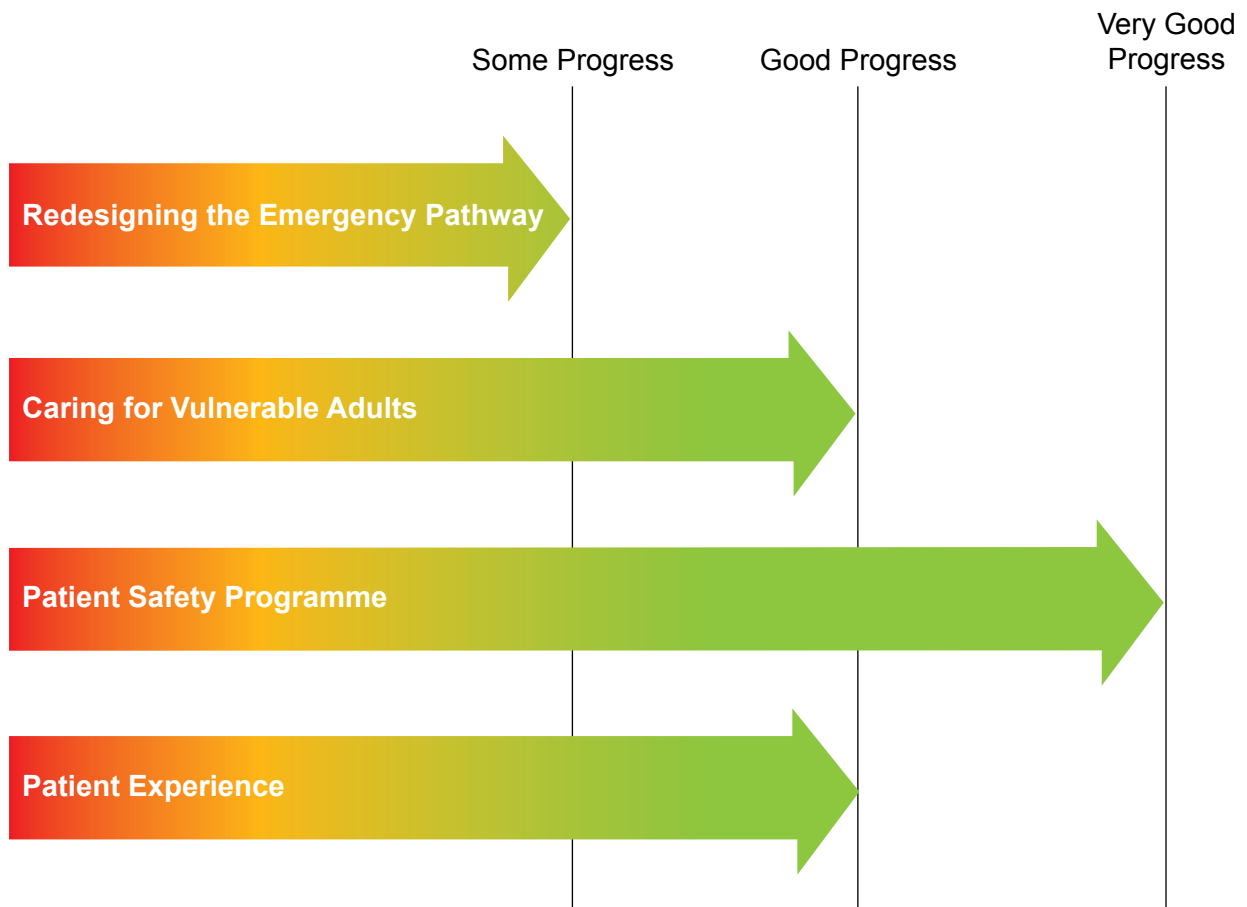 Some Progress
Good Progress
Very Good
Progress
Redesigning the Emergency Pathway
Caring for Vulnerable Adults
Patient Safety Programme
Patient Experience